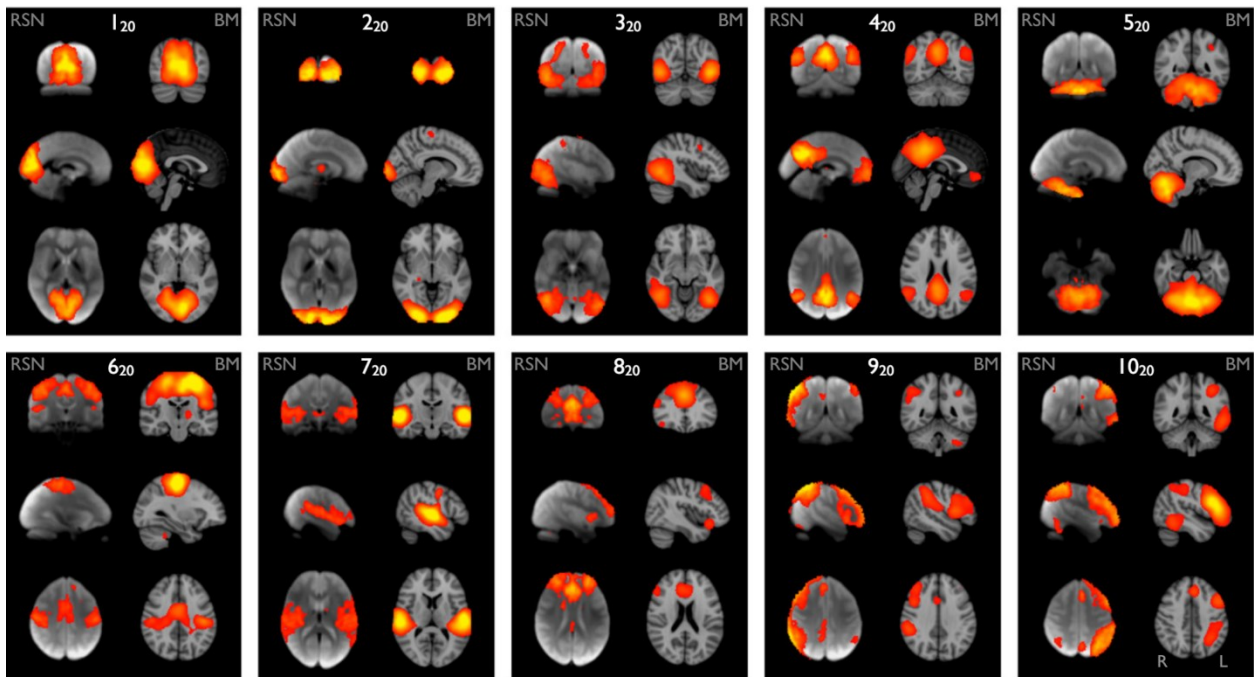 RSN 1₂₀ BM
RSN 2₂₀ BM
RSN 3₂₀ BM
RSN 4₂₀ BM
RSN 5₂₀ BM
RSN 6₂₀ BM
RSN 7₂₀ BM
RSN 8₂₀ BM
RSN 9₂₀ BM
RSN 10₂₀ BM
R L